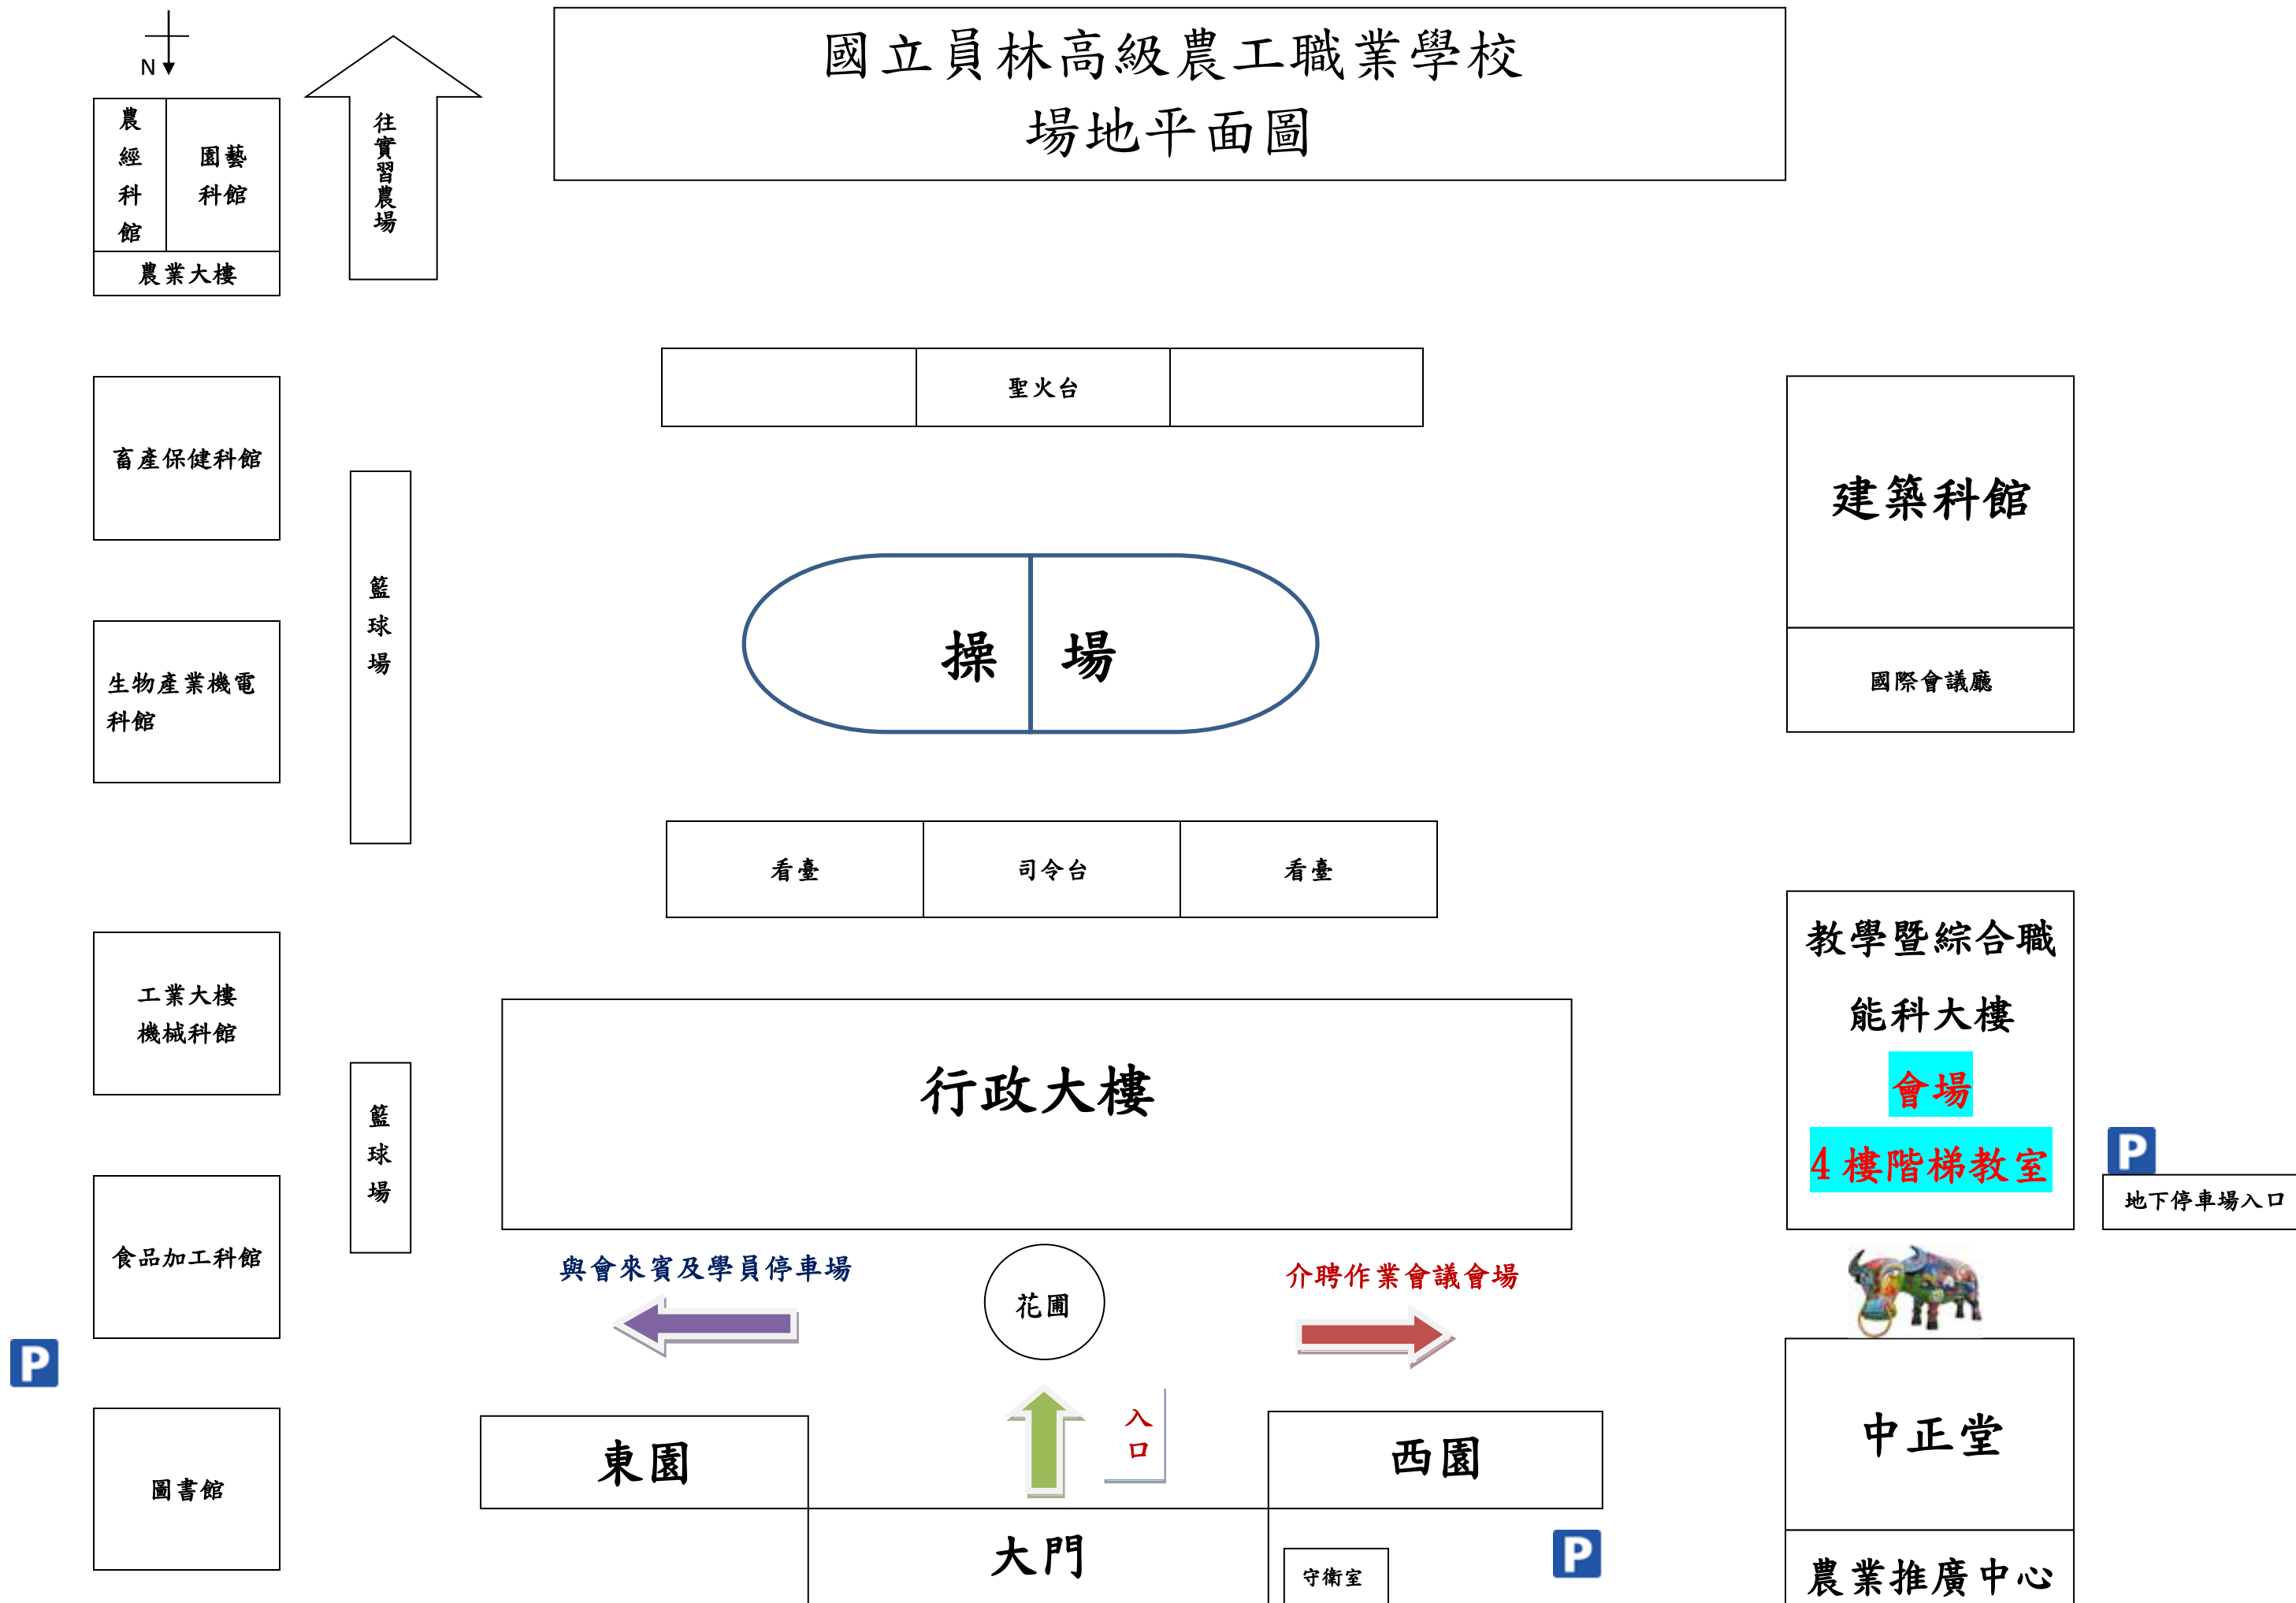 國立員林高級農工職業學校
場地平面圖
N
農經科館
園藝
科館
農業大樓
往實習農場
聖火台
畜產保健科館
建築科館
籃球場
操場
生物產業機電
科館
國際會議廳
看臺
司令台
看臺
教學暨綜合職
能科大樓
會場
4樓階梯教室
工業大樓
機械科館
行政大樓
籃球場
P
地下停車場入口
食品加工科館
與會來賓及學員停車場
花圃
介聘作業會議會場
P
入口
東園
西園
中正堂
圖書館
大門
守衛室
P
農業推廣中心